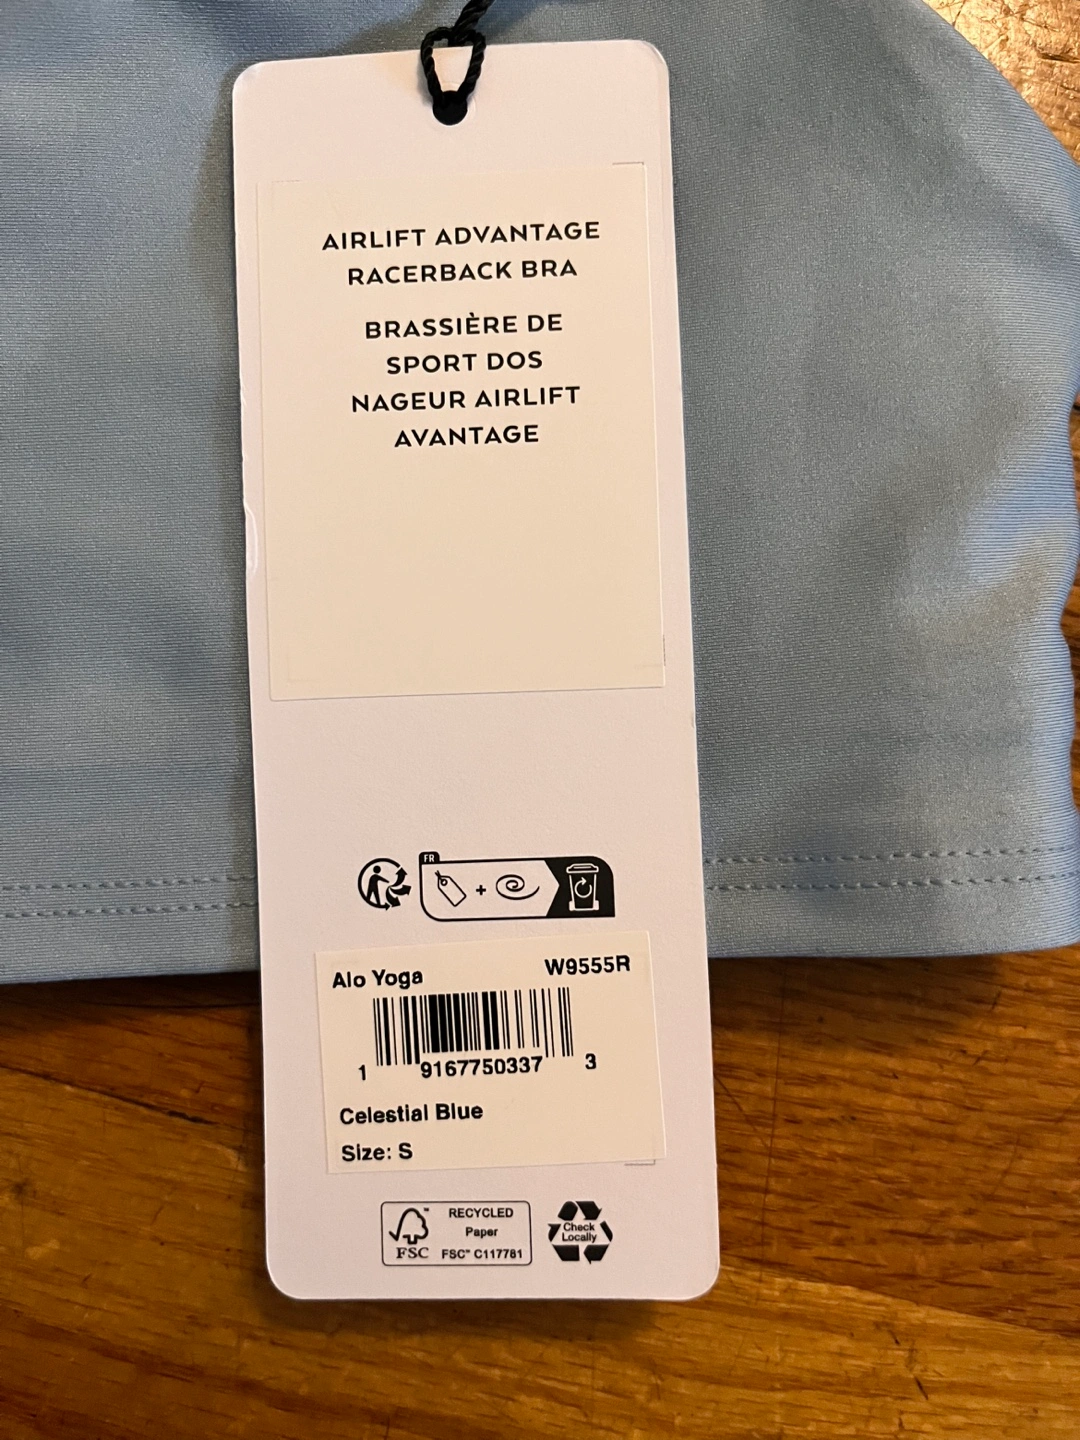 AIRLIFT ADVANTAGE
RACERBACK BRA
BRASSIÈRE DE
SPORT DOS
NAGEUR AIRLIFT
AVANTAGE
FR
+
Alo Yoga W9555R
1 9167750337 3
Celestial Blue
Size: S
FSC™
RECYCLED
Paper
FSC™ C117781
Check
Locally